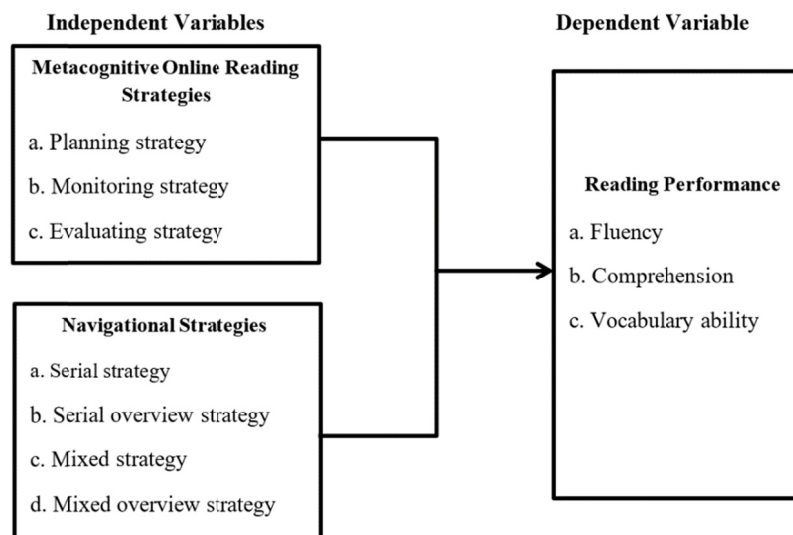 Independent Variables
Metacognitive Online Reading
Strategies
a. Planning strategy
b. Monitoring strategy
c. Evaluating strategy
Navigational Strategies
a. Serial strategy
b. Serial overview strategy
c. Mixed strategy
d. Mixed overview strategy
Dependent Variable
Reading Performance
a. Fluency
b. Comprehension
c. Vocabulary ability